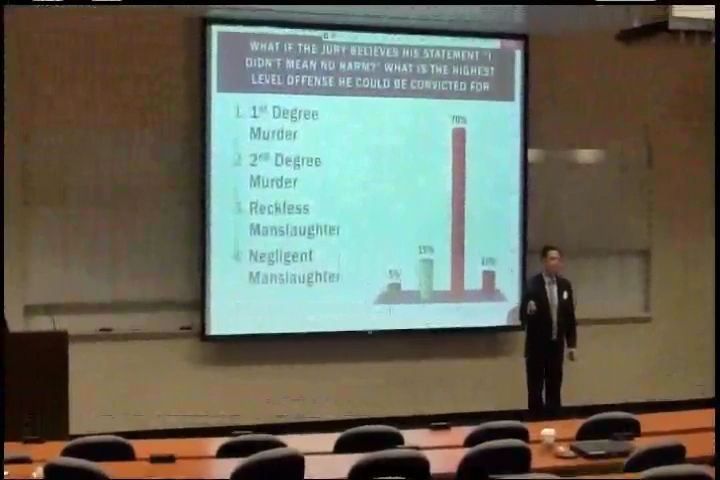 WHAT IF THE JURY BELIEVES HIS STATEMENT "I
DIDN'T MEAN NO HARM?" WHAT IS THE HIGHEST
LEVEL OFFENSE HE COULD BE CONVICTED FOR
1. 1st Degree
Murder
2. 2nd Degree
Murder
3. Reckless
Manslaughter
4. Negligent
Manslaughter
70%
15%
5%
10%